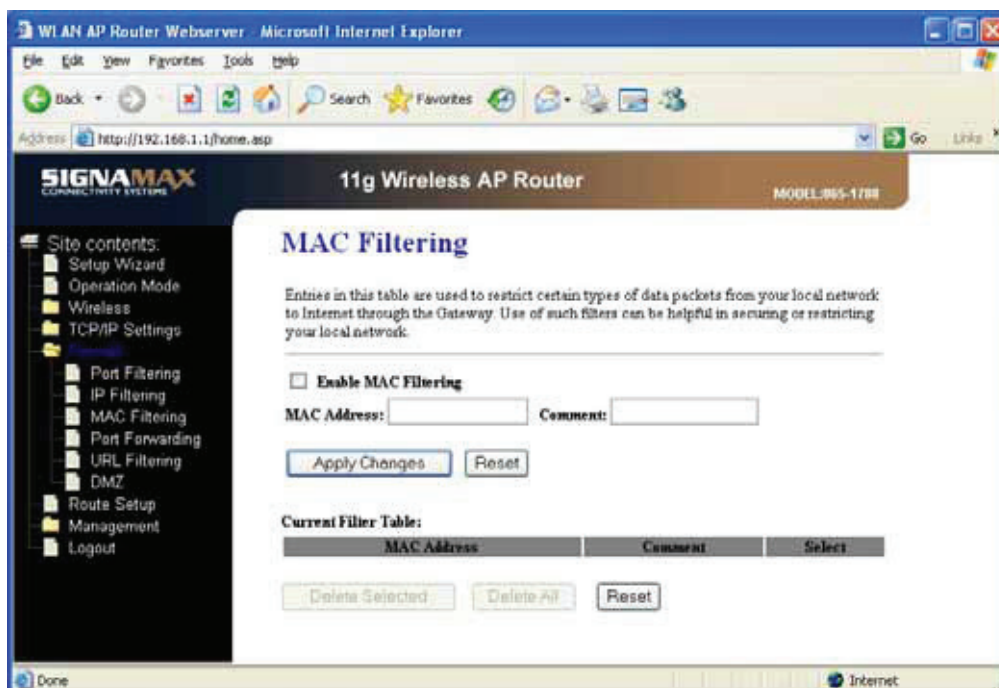 WLAN AP Router Webserver - Microsoft Internet Explorer
File Edit View Favorites Tools Help
Back Search Favorites
Address http://192.168.1.1/home.asp Go Links
SIGNAMAX
CONNECTIVITY SYSTEMS
11g Wireless AP Router
MODEL:065-1788
Site contents:
Setup Wizard
Operation Mode
Wireless
TCP/IP Settings
Firewall
Port Filtering
IP Filtering
MAC Filtering
Port Forwarding
URL Filtering
DMZ
Route Setup
Management
Logout
MAC Filtering
Entries in this table are used to restrict certain types of data packets from your local network
to Internet through the Gateway. Use of such filters can be helpful in securing or restricting
your local network.
Enable MAC Filtering
MAC Address: Comment:
Apply Changes Reset
Current Filter Table:
MAC Address Comment Select
Delete Selected Delete All Reset
Done Internet